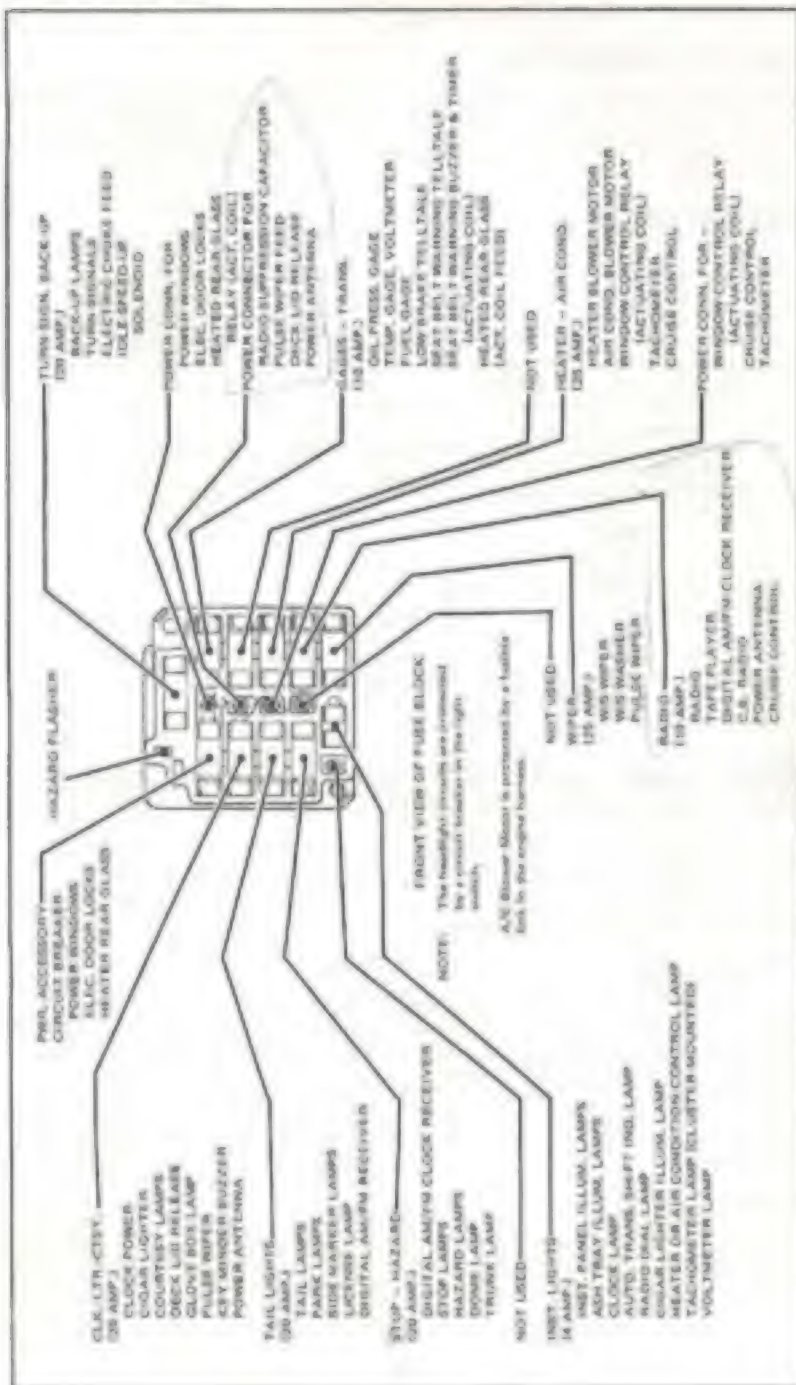 HAZARD FLASHER
PWR. ACCESSORY
CIRCUIT BREAKER
POWER WINDOWS
ELEC. DOOR LOCKS
HEATER REAR GLASS
CLK. LTR.-CTSY.
(20 AMP.)
CLOCK POWER
CIGAR LIGHTER
COURTESY LAMPS
DECK LID RELEASE
GLOVE BOX LAMP
PULSE WIPER
KEY MINDER BUZZER
POWER ANTENNA
TAIL LIGHTS
(20 AMP.)
TAIL LAMPS
PARK LAMPS
SIDE MARKER LAMPS
LICENSE LAMP
DIGITAL AM/FM RECEIVER
STOP - HAZARD
(20 AMP.)
DIGITAL AM/FM CLOCK RECEIVER
STOP LAMPS
HAZARD LAMPS
DOME LAMP
TRUNK LAMP
NOT USED
INST. LIGHTS
(4 AMP.)
INST. PANEL ILLUM. LAMPS
ASH TRAY ILLUM. LAMPS
CLOCK LAMP
AUTO. TRANS. SHIFT IND. LAMP
RADIO DIAL LAMP
CIGAR LIGHTER ILLUM. LAMP
HEATER OR AIR CONDITION CONTROL LAMP
TACHOMETER LAMP (CLUSTER MOUNTED)
VOLTMETER LAMP
TURN SIGN. BACK-UP
(20 AMP.)
BACK-UP LAMPS
TURN SIGNALS
ELECTRIC CHOKE FEED
IDLE SPEED-UP
SOLENOID
POWER CONN. FOR
POWER WINDOWS
ELEC. DOOR LOCKS
HEATED REAR GLASS
RELAY (ACT. COIL)
POWER CONNECTOR FOR
RADIO SUPPRESSION CAPACITOR
PULSE WIPER FEED
DECK LID RELEASE
POWER ANTENNA
GAUGES - TRANS.
(10 AMP.)
OIL PRESS. GAGE
TEMP. GAGE, VOLTMETER
FUEL GAGE
LOW BRAKE TELLTALE
SEAT BELT WARNING TELLTALE
SEAT BELT WARNING BUZZER & TIMER
(ACTUATING COIL)
HEATED REAR GLASS
(ACT. COIL FEED)
NOT USED
HEATER - AIR COND.
(25 AMP.)
HEATER BLOWER MOTOR
AIR COND. BLOWER MOTOR
WINDOW CONTROL RELAY
(ACTUATING COIL)
TACHOMETER
CRUISE CONTROL
POWER CONN. FOR -
WINDOW CONTROL RELAY
(ACTUATING COIL)
CRUISE CONTROL
TACHOMETER
FRONT VIEW OF FUSE BLOCK
NOTE: The headlight circuits are protected
by a circuit breaker in the light
switch.
A/C Blower Motor is protected by a fusible
link in the engine harness.
NOT USED
WIPER
(25 AMP.)
W/S WIPER
W/S WASHER
PULSE WIPER
RADIO
(10 AMP.)
RADIO
TAPE PLAYER
DIGITAL AM/FM CLOCK RECEIVER
C.B. RADIO
POWER ANTENNA
CRUISE CONTROL